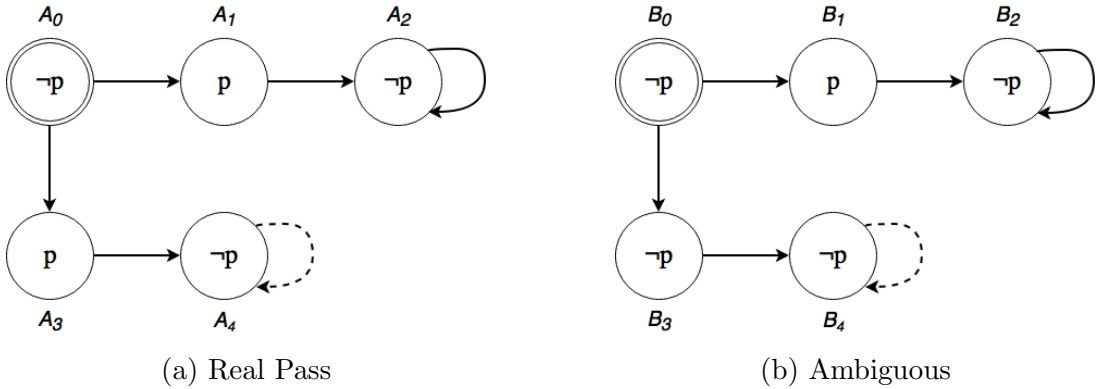 A0 A1 A2 B0 B1 B2
¬p p ¬p ¬p p ¬p
p ¬p ¬p ¬p
A3 A4 B3 B4
(a) Real Pass (b) Ambiguous